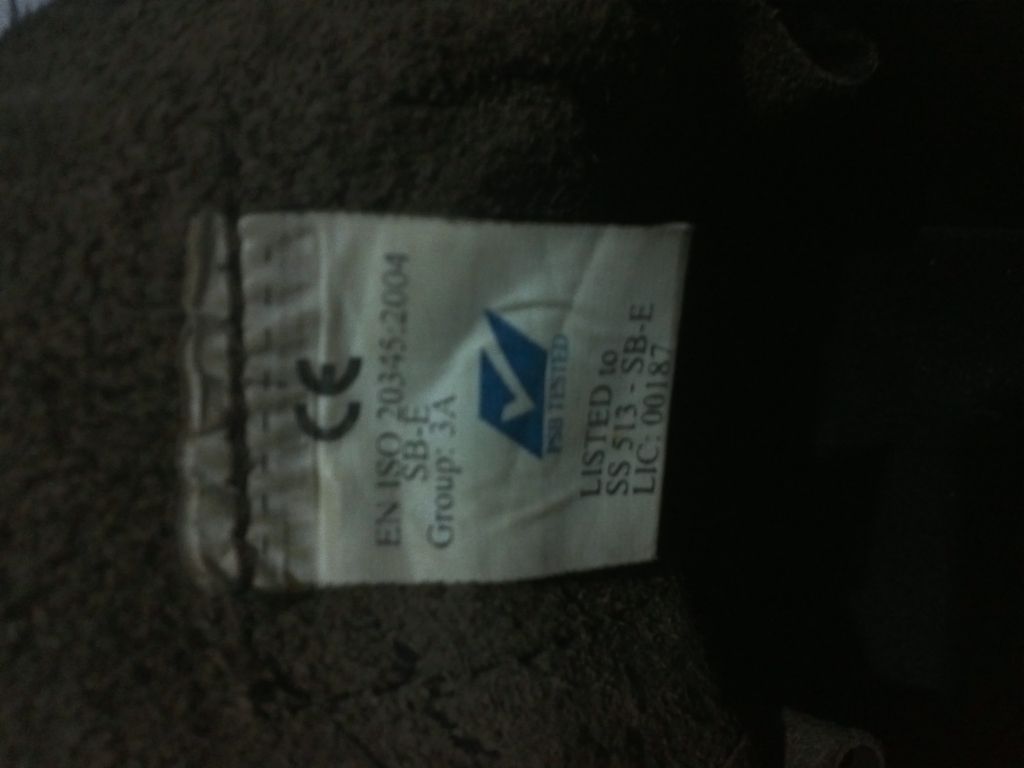 CE
EN ISO 20345:2004
SB-E
Group: 3A
PSB TESTED
LISTED to
SS 513 - SB-E
LIC: 00187